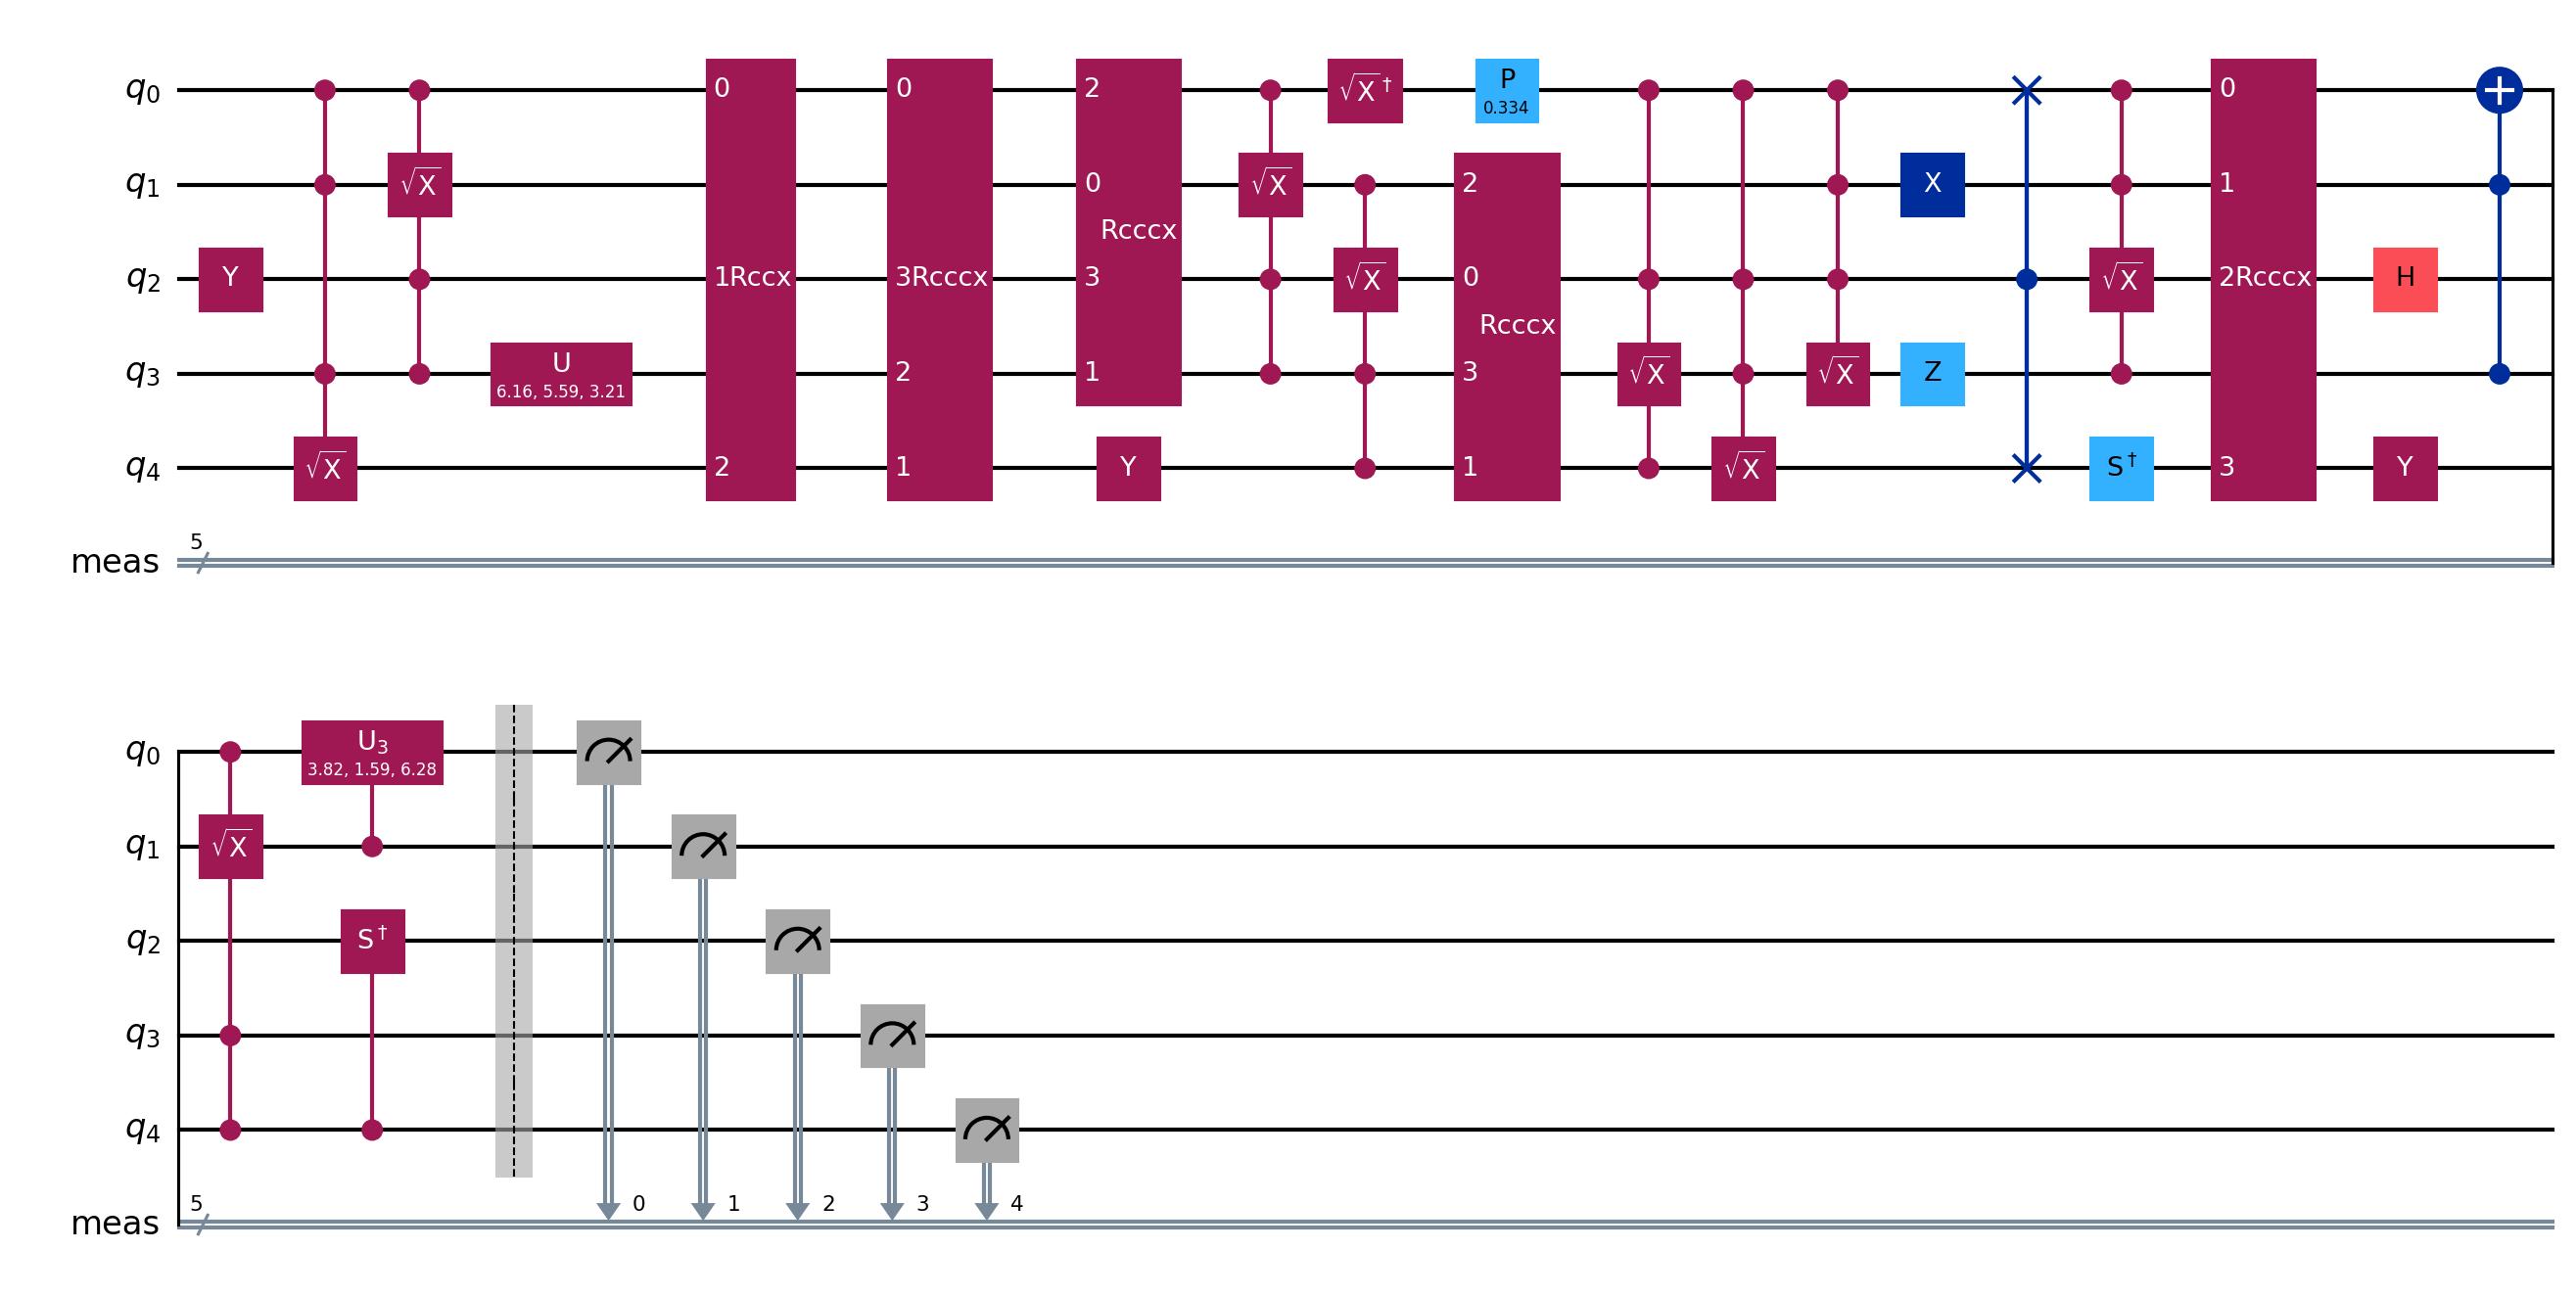 q0 0 0 2 √X† P 0.334 0
q1 √X 0 √X 2 X 1
Rcccx
q2 Y 1Rccx 3Rcccx 3 √X 0 √X 2Rcccx H
Rcccx
q3 U 6.16, 5.59, 3.21 2 1 3 √X √X Z
q4 √X 2 1 Y 1 √X S† 3 Y
meas 5
q0 U3 3.82, 1.59, 6.28
q1 √X
q2 S†
q3
q4
meas 5 0 1 2 3 4